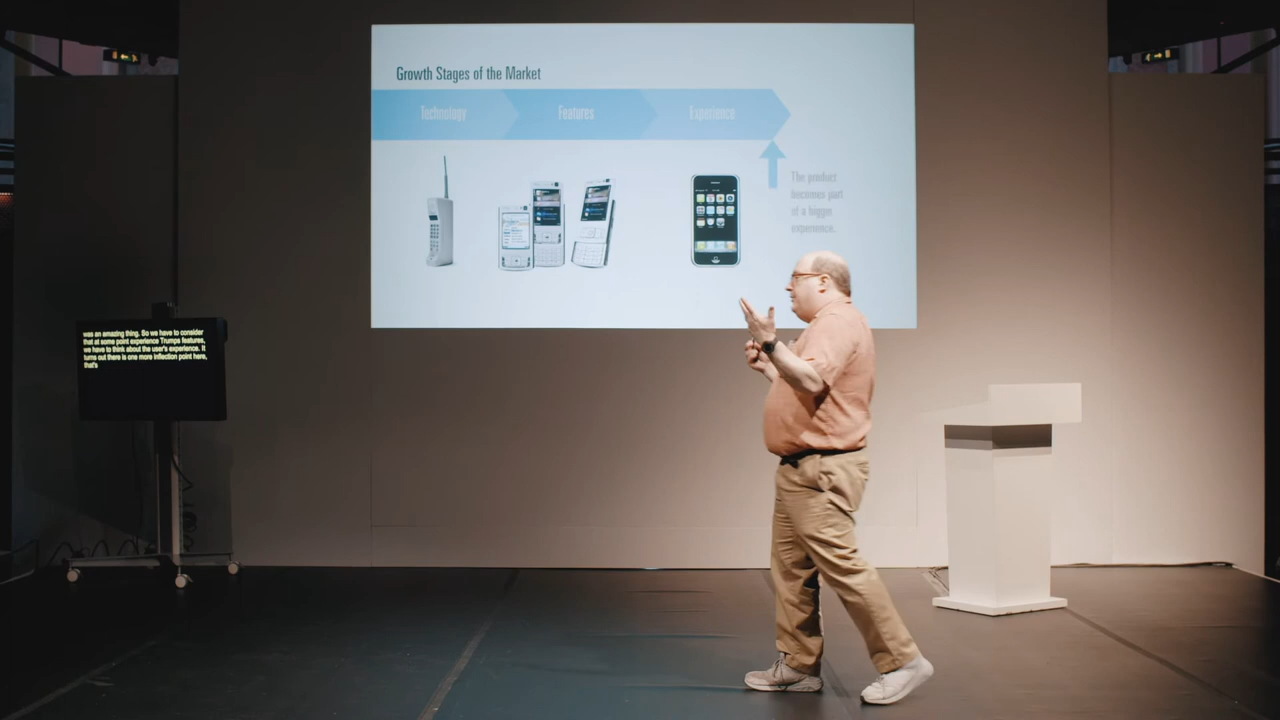 Growth Stages of the Market
Technology
Features
Experience
The product
becomes part
of a bigger
experience.
was an amazing thing. So we have to consider
that at some point experience Trumps features,
we have to think about the user's experience. It
turns out there is one more inflection point here,
that's